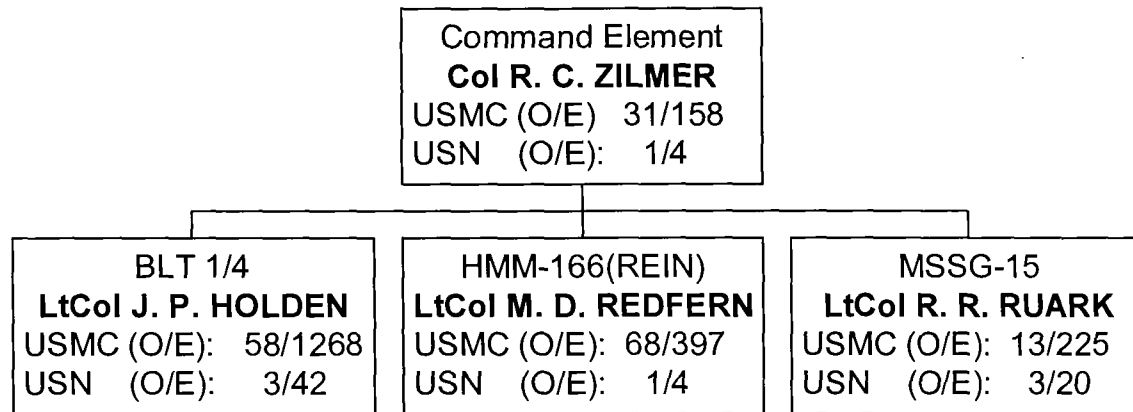 Command Element
Col R. C. ZILMER
USMC (O/E) 31/158
USN (O/E): 1/4
BLT 1/4
LtCol J. P. HOLDEN
USMC (O/E): 58/1268
USN (O/E): 3/42
HMM-166(REIN)
LtCol M. D. REDFERN
USMC (O/E): 68/397
USN (O/E): 1/4
MSSG-15
LtCol R. R. RUARK
USMC (O/E): 13/225
USN (O/E): 3/20